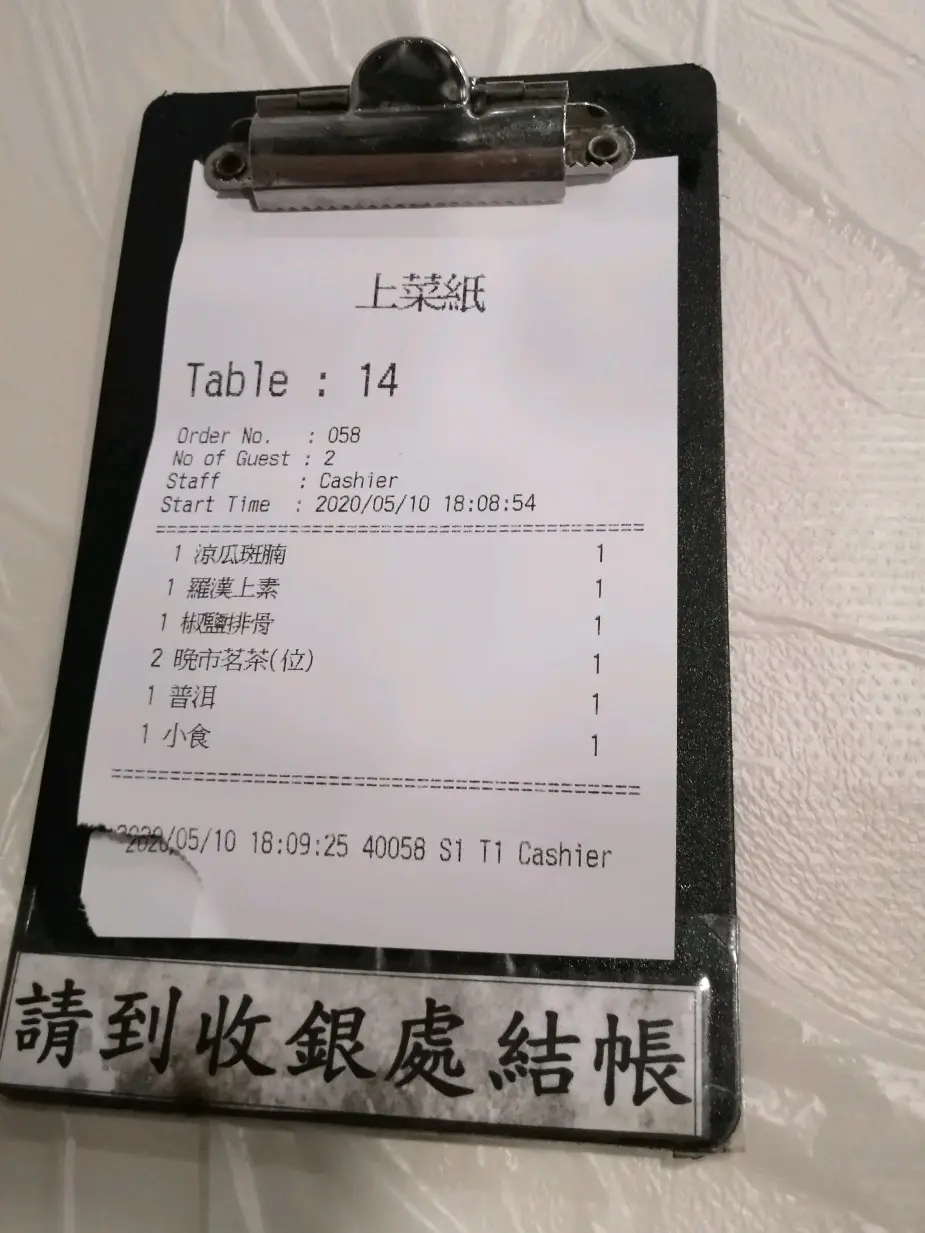 上菜紙
Table : 14
Order No. : 058
No of Guest : 2
Staff : Cashier
Start Time : 2020/05/10 18:08:54
1 涼瓜斑腩 1
1 羅漢上素 1
1 椒鹽排骨 1
2 晚市茗茶(位) 1
1 普洱 1
1 小食 1
2020/05/10 18:09:25 40058 S1 T1 Cashier
請到收銀處結帳